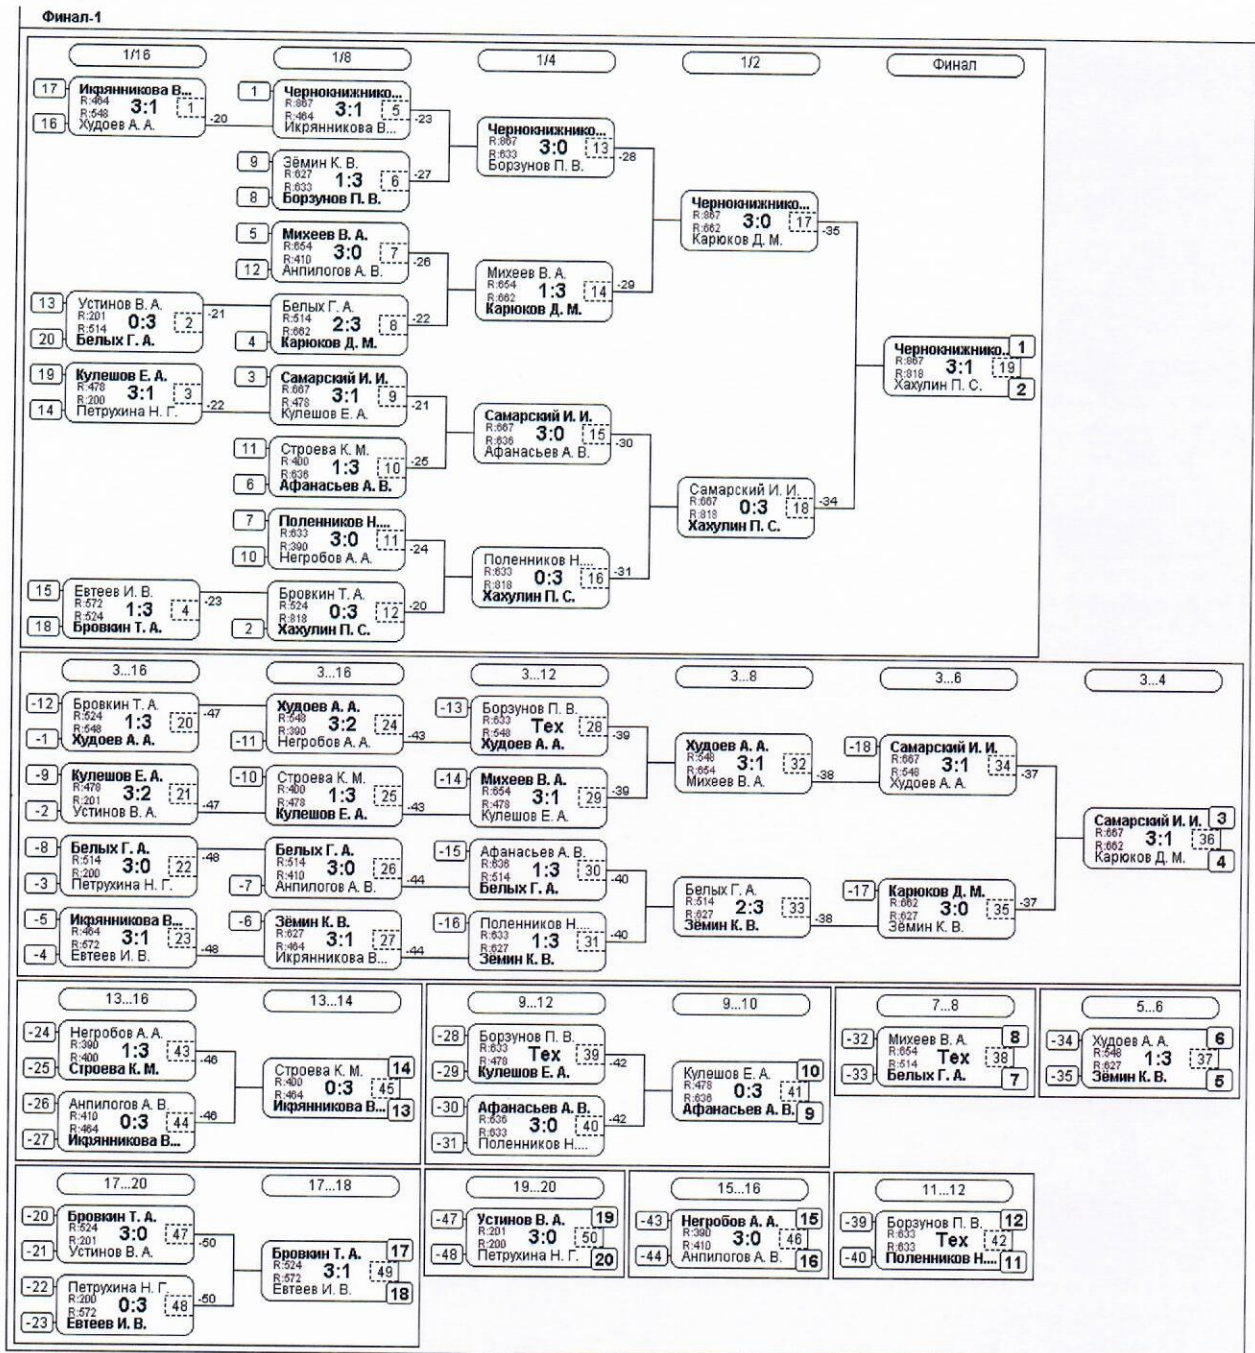 Финал-1
1/16
1/8
1/4
1/2
Финал
17 Икрянникова В...
R:464 3:1 1 -20
R:548
16 Худоев А. А.
13 Устинов В. А.
R:201 0:3 2 -21
R:514
20 Белых Г. А.
19 Кулешов Е. А.
R:478 3:1 3 -22
R:200
14 Петрухина Н. Г.
15 Евтеев И. В.
R:572 1:3 4 -23
R:524
18 Бровкин Т. А.
1 Чернокнижнико...
R:867 3:1 5 -23
R:464
Икрянникова В...
9 Зёмин К. В.
R:627 1:3 6 -27
R:633
8 Борзунов П. В.
5 Михеев В. А.
R:654 3:0 7 -26
R:410
12 Анпилогов А. В.
Белых Г. А.
R:514 2:3 8 -22
R:662
4 Карюков Д. М.
3 Самарский И. И.
R:667 3:1 9 -21
R:478
Кулешов Е. А.
11 Строева К. М.
R:400 1:3 10 -25
R:636
6 Афанасьев А. В.
7 Поленников Н....
R:633 3:0 11 -24
R:390
10 Негробов А. А.
Бровкин Т. А.
R:524 0:3 12 -20
R:818
2 Хахулин П. С.
Чернокнижнико...
R:867 3:0 13 -28
R:633
Борзунов П. В.
Михеев В. А.
R:654 1:3 14 -29
R:662
Карюков Д. М.
Самарский И. И.
R:667 3:0 15 -30
R:636
Афанасьев А. В.
Поленников Н....
R:633 0:3 16 -31
R:818
Хахулин П. С.
Чернокнижнико...
R:867 3:0 17 -35
R:662
Карюков Д. М.
Самарский И. И.
R:667 0:3 18 -34
R:818
Хахулин П. С.
Чернокнижнико... 1
R:867 3:1 19
R:818
Хахулин П. С. 2
3...16
3...16
3...12
3...8
3...6
3...4
-12 Бровкин Т. А.
R:524 1:3 20 -47
R:548
-1 Худоев А. А.
-9 Кулешов Е. А.
R:478 3:2 21 -47
R:201
-2 Устинов В. А.
-8 Белых Г. А.
R:514 3:0 22 -48
R:200
-3 Петрухина Н. Г.
-5 Икрянникова В...
R:464 3:1 23 -48
R:572
-4 Евтеев И. В.
Худоев А. А.
R:548 3:2 24 -43
R:390
-11 Негробов А. А.
-10 Строева К. М.
R:400 1:3 25 -43
R:478
Кулешов Е. А.
Белых Г. А.
R:514 3:0 26 -44
R:410
-7 Анпилогов А. В.
-6 Зёмин К. В.
R:627 3:1 27 -44
R:464
Икрянникова В...
-13 Борзунов П. В.
R:633 Тех 28 -39
R:548
Худоев А. А.
-14 Михеев В. А.
R:654 3:1 29 -39
R:478
Кулешов Е. А.
-15 Афанасьев А. В.
R:636 1:3 30 -40
R:514
Белых Г. А.
-16 Поленников Н....
R:633 1:3 31 -40
R:627
Зёмин К. В.
Худоев А. А.
R:548 3:1 32 -38
R:654
Михеев В. А.
Белых Г. А.
R:514 2:3 33 -38
R:627
Зёмин К. В.
-18 Самарский И. И.
R:667 3:1 34 -37
R:548
Худоев А. А.
-17 Карюков Д. М.
R:662 3:0 35 -37
R:627
Зёмин К. В.
Самарский И. И. 3
R:667 3:1 36
R:662
Карюков Д. М. 4
13...16
13...14
-24 Негробов А. А.
R:390 1:3 43 -46
R:400
-25 Строева К. М.
-26 Анпилогов А. В.
R:410 0:3 44 -46
R:464
-27 Икрянникова В...
Строева К. М. 14
R:400 0:3 45
R:464
Икрянникова В... 13
9...12
9...10
-28 Борзунов П. В.
R:633 Тех 39 -42
R:478
-29 Кулешов Е. А.
-30 Афанасьев А. В.
R:636 3:0 40 -42
R:633
-31 Поленников Н....
Кулешов Е. А. 10
R:478 0:3 41
R:636
Афанасьев А. В. 9
7...8
-32 Михеев В. А. 8
R:654 Тех 38
R:514
-33 Белых Г. А. 7
5...6
-34 Худоев А. А. 6
R:548 1:3 37
R:627
-35 Зёмин К. В. 5
17...20
17...18
-20 Бровкин Т. А.
R:524 3:0 47 -50
R:201
-21 Устинов В. А.
-22 Петрухина Н. Г.
R:200 0:3 48 -50
R:572
-23 Евтеев И. В.
Бровкин Т. А. 17
R:524 3:1 49
R:572
Евтеев И. В. 18
19...20
-47 Устинов В. А. 19
R:201 3:0 50
R:200
-48 Петрухина Н. Г. 20
15...16
-43 Негробов А. А. 15
R:390 3:0 46
R:410
-44 Анпилогов А. В. 16
11...12
-39 Борзунов П. В. 12
R:633 Тех 42
R:633
-40 Поленников Н.... 11